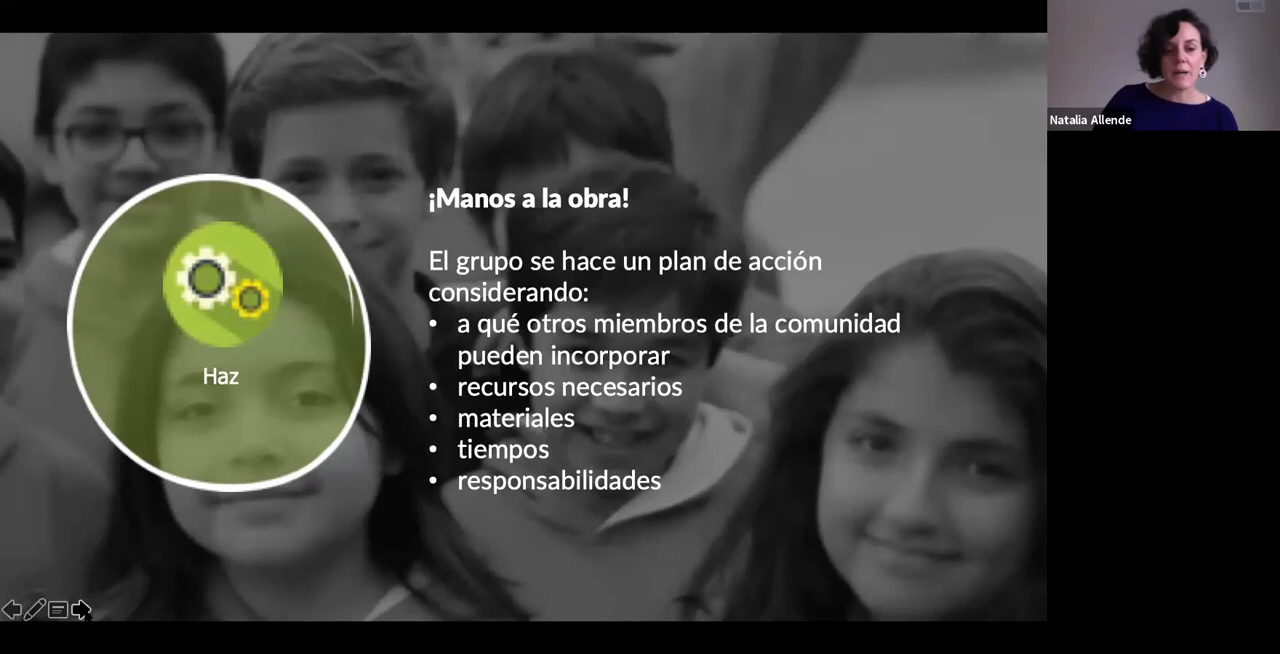 Natalia Allende
¡Manos a la obra!
El grupo se hace un plan de acción
considerando:
• a qué otros miembros de la comunidad
pueden incorporar
• recursos necesarios
• materiales
• tiempos
• responsabilidades
Haz